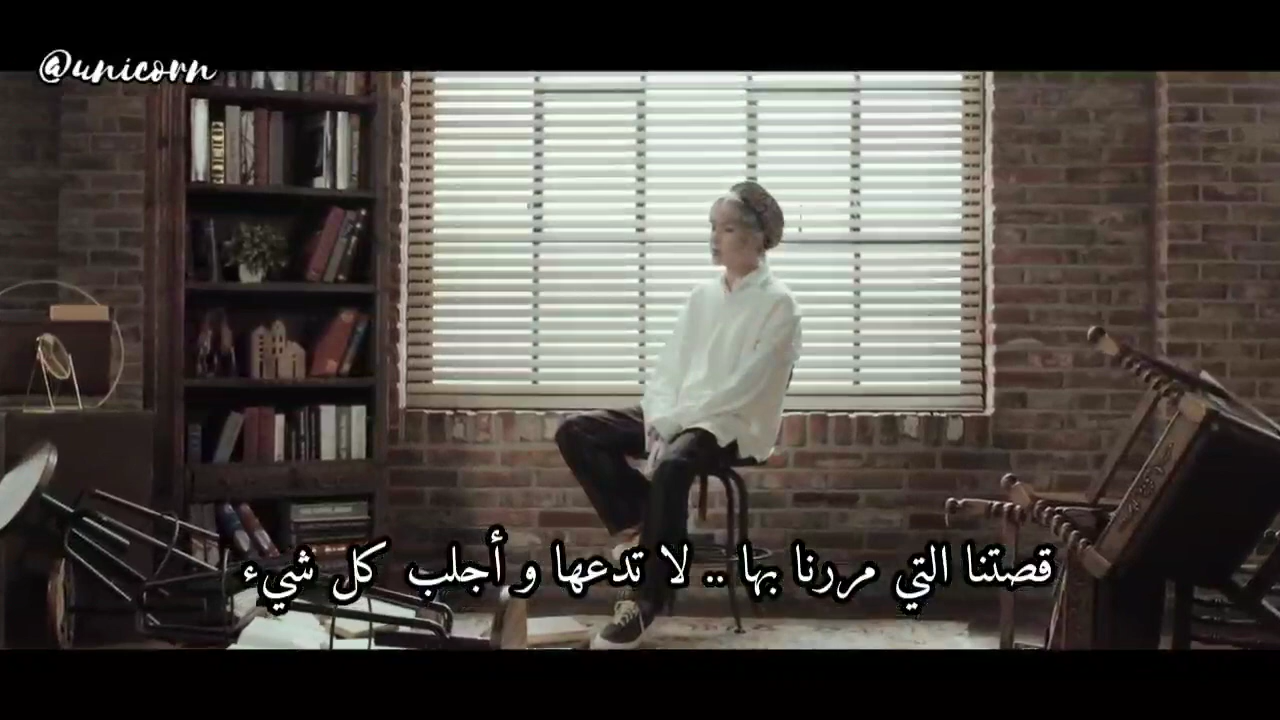 @unicorn
قصتنا التي مررنا بها .. لا تدعها و أجلب كل شيء